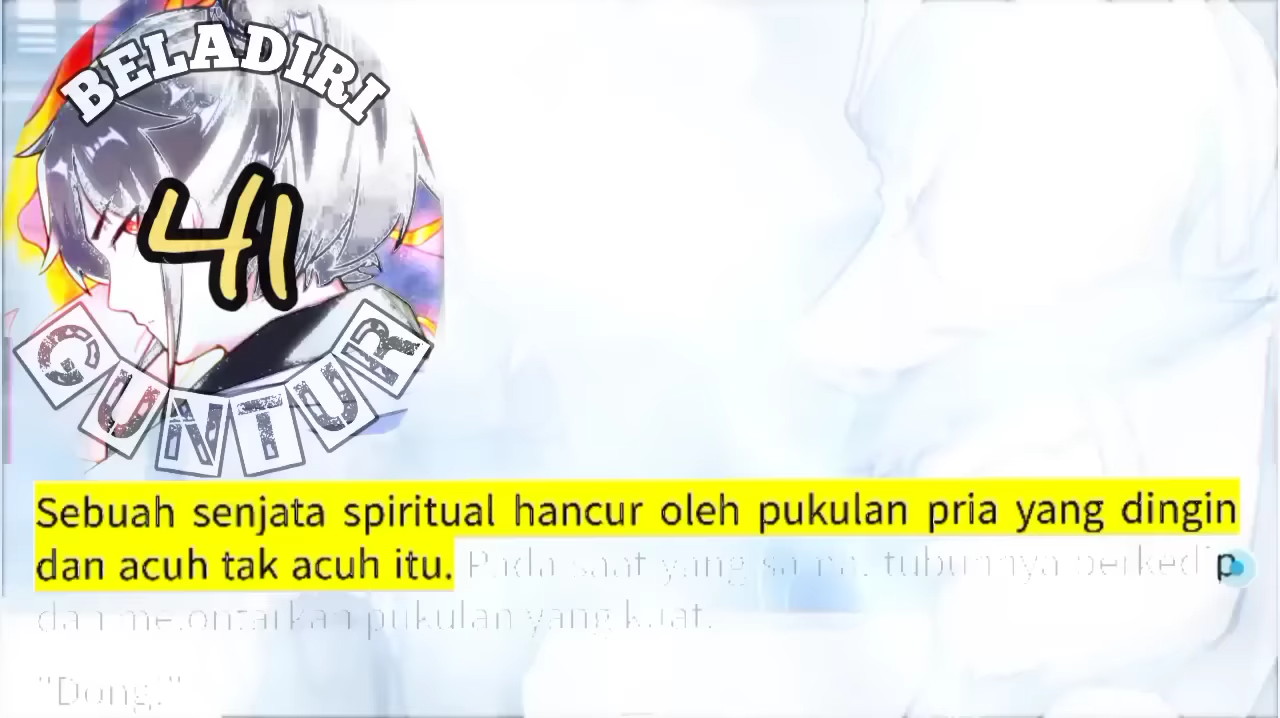 BELADIRI
41
GUNTUR
Sebuah senjata spiritual hancur oleh pukulan pria yang dingin
dan acuh tak acuh itu. Pada saat yang sama, tubuhnya berkedip
dan melontarkan pukulan yang kuat.
"Dong!"